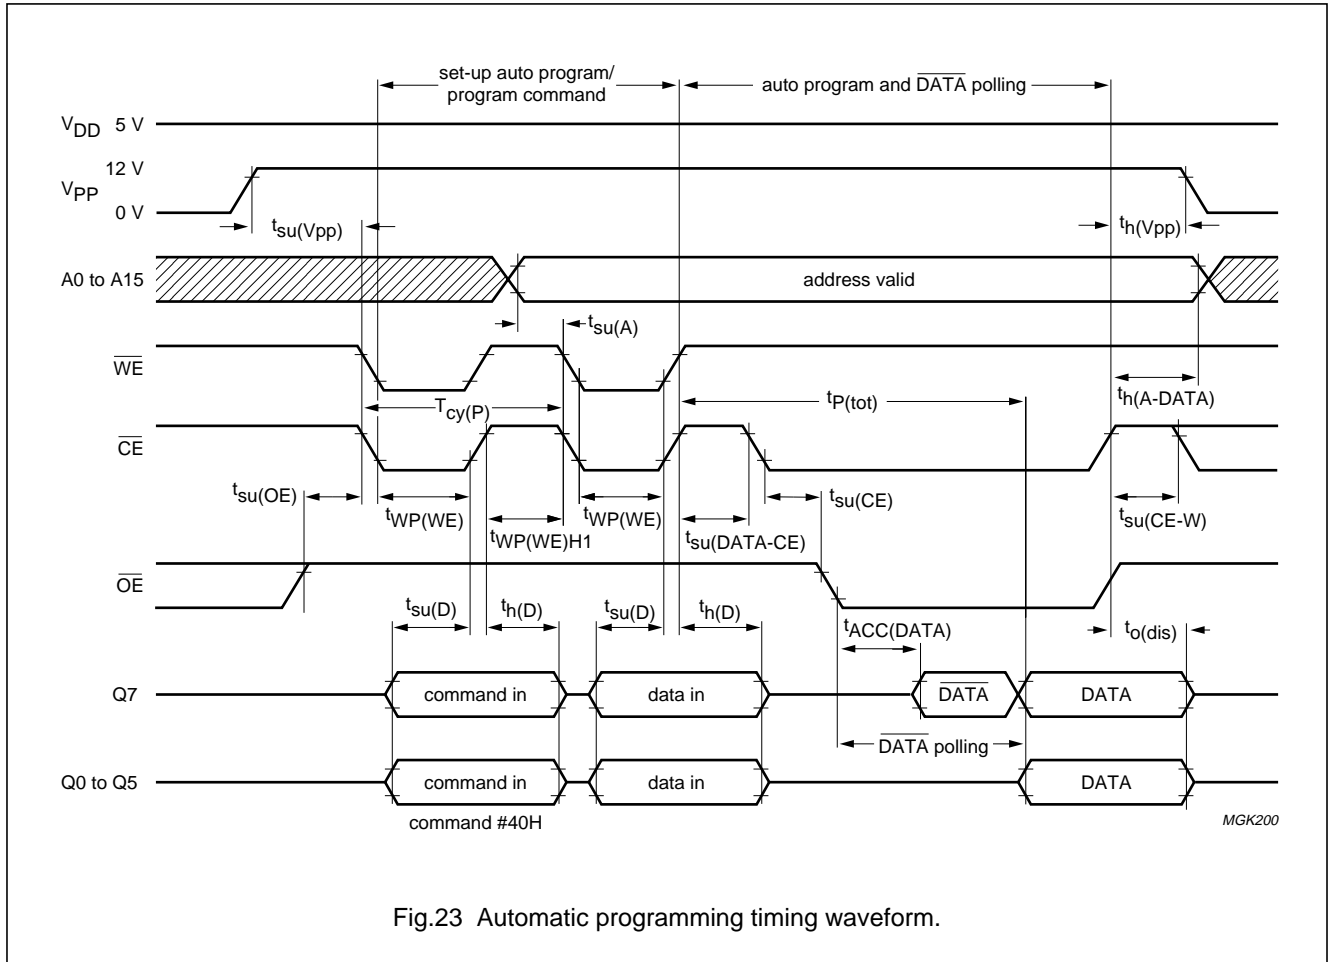 set-up auto program/
program command
auto program and DATA polling
VDD 5 V
12 V
VPP
0 V
tsu(Vpp)
th(Vpp)
A0 to A15
address valid
tsu(A)
WE
Tcy(P)
tP(tot)
th(A-DATA)
CE
tsu(OE)
tWP(WE)
tWP(WE)H1
tWP(WE)
tsu(DATA-CE)
tsu(CE)
tsu(CE-W)
OE
tsu(D)
th(D)
tsu(D)
th(D)
tACC(DATA)
to(dis)
Q7
command in
data in
DATA
DATA
DATA polling
Q0 to Q5
command in
data in
DATA
command #40H
MGK200
Fig.23 Automatic programming timing waveform.